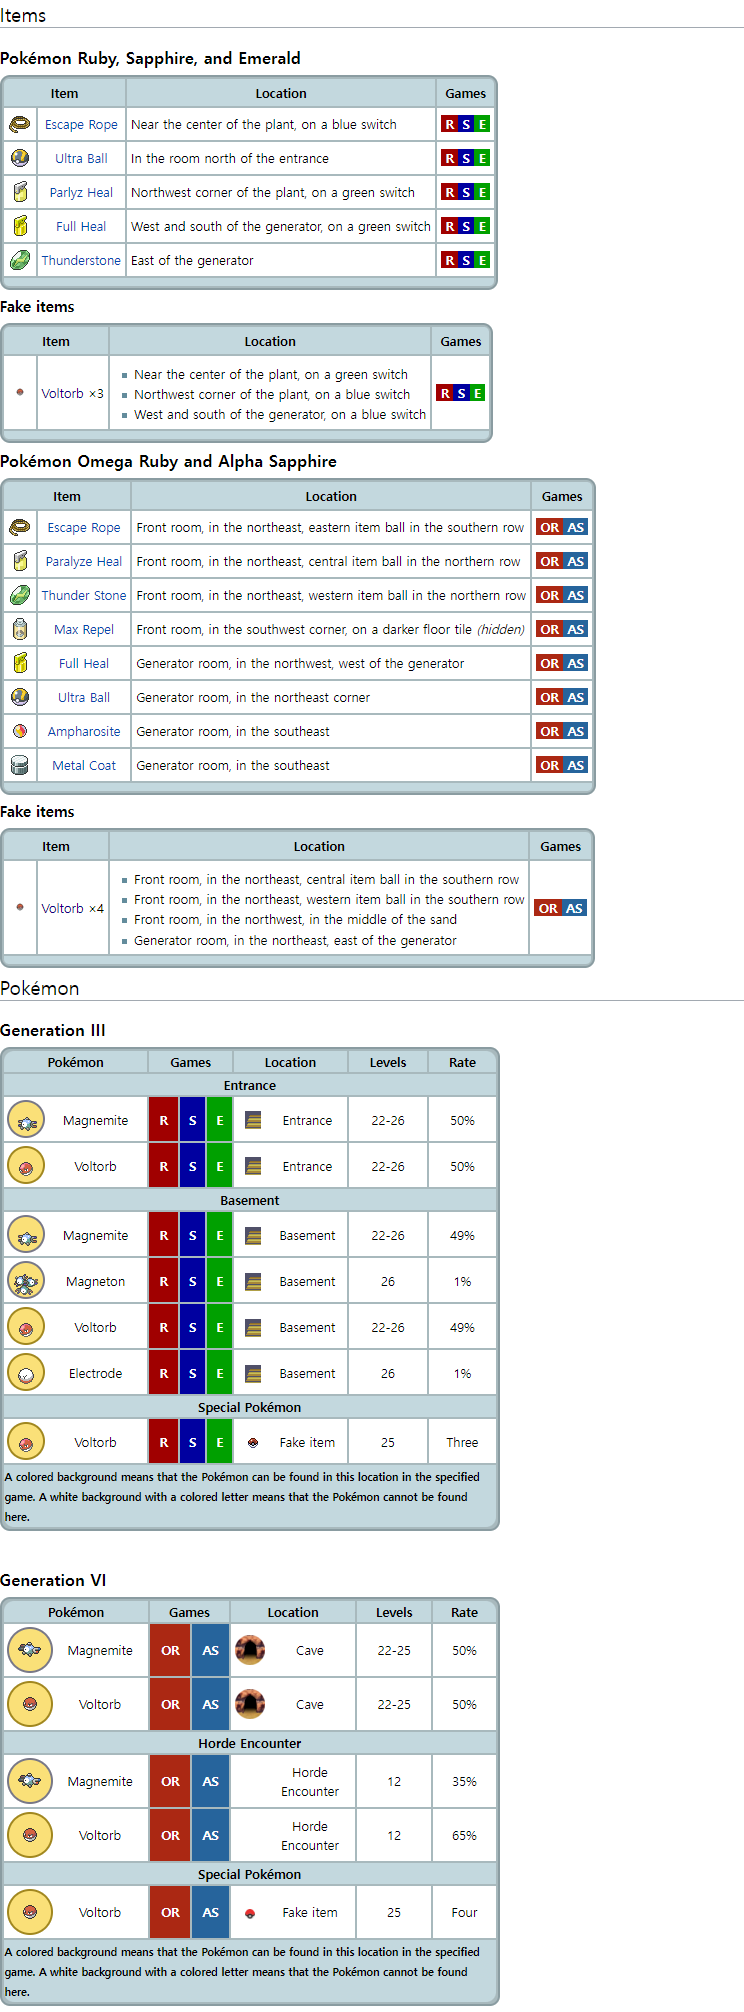 Items
Pokémon Ruby, Sapphire, and Emerald
Item Location Games
Escape Rope Near the center of the plant, on a blue switch R S E
Ultra Ball In the room north of the entrance R S E
Parlyz Heal Northwest corner of the plant, on a green switch R S E
Full Heal West and south of the generator, on a green switch R S E
Thunderstone East of the generator R S E
Fake items
Item Location Games
Near the center of the plant, on a green switch
Voltorb ×3 Northwest corner of the plant, on a blue switch R S E
West and south of the generator, on a blue switch
Pokémon Omega Ruby and Alpha Sapphire
Item Location Games
Escape Rope Front room, in the northeast, eastern item ball in the southern row OR AS
Paralyze Heal Front room, in the northeast, central item ball in the northern row OR AS
Thunder Stone Front room, in the northeast, western item ball in the northern row OR AS
Max Repel Front room, in the southwest corner, on a darker floor tile (hidden) OR AS
Full Heal Generator room, in the northwest, west of the generator OR AS
Ultra Ball Generator room, in the northeast corner OR AS
Ampharosite Generator room, in the southeast OR AS
Metal Coat Generator room, in the southeast OR AS
Fake items
Item Location Games
Front room, in the northeast, central item ball in the southern row
Front room, in the northeast, western item ball in the southern row
Voltorb ×4 OR AS
Front room, in the northwest, in the middle of the sand
Generator room, in the northeast, east of the generator
Pokémon
Generation III
Pokémon Games Location Levels Rate
Entrance
Magnemite R S E Entrance 22-26 50%
Voltorb R S E Entrance 22-26 50%
Basement
Magnemite R S E Basement 22-26 49%
Magneton R S E Basement 26 1%
Voltorb R S E Basement 22-26 49%
Electrode R S E Basement 26 1%
Special Pokémon
Voltorb R S E Fake item 25 Three
A colored background means that the Pokémon can be found in this location in the specified
game. A white background with a colored letter means that the Pokémon cannot be found
here.
Generation VI
Pokémon Games Location Levels Rate
Magnemite OR AS Cave 22-25 50%
Voltorb OR AS Cave 22-25 50%
Horde Encounter
Magnemite OR AS Horde Encounter 12 35%
Voltorb OR AS Horde Encounter 12 65%
Special Pokémon
Voltorb OR AS Fake item 25 Four
A colored background means that the Pokémon can be found in this location in the specified
game. A white background with a colored letter means that the Pokémon cannot be found
here.